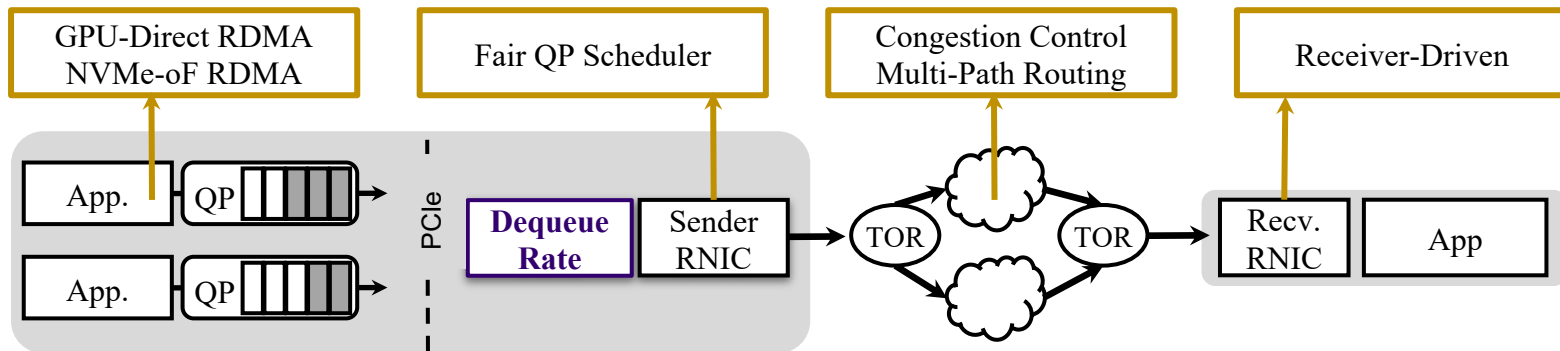 GPU-Direct RDMA
NVMe-oF RDMA
Fair QP Scheduler
Congestion Control
Multi-Path Routing
Receiver-Driven
App.
QP
PCIe
Dequeue
Rate
Sender
RNIC
TOR
TOR
Recv.
RNIC
App
App.
QP